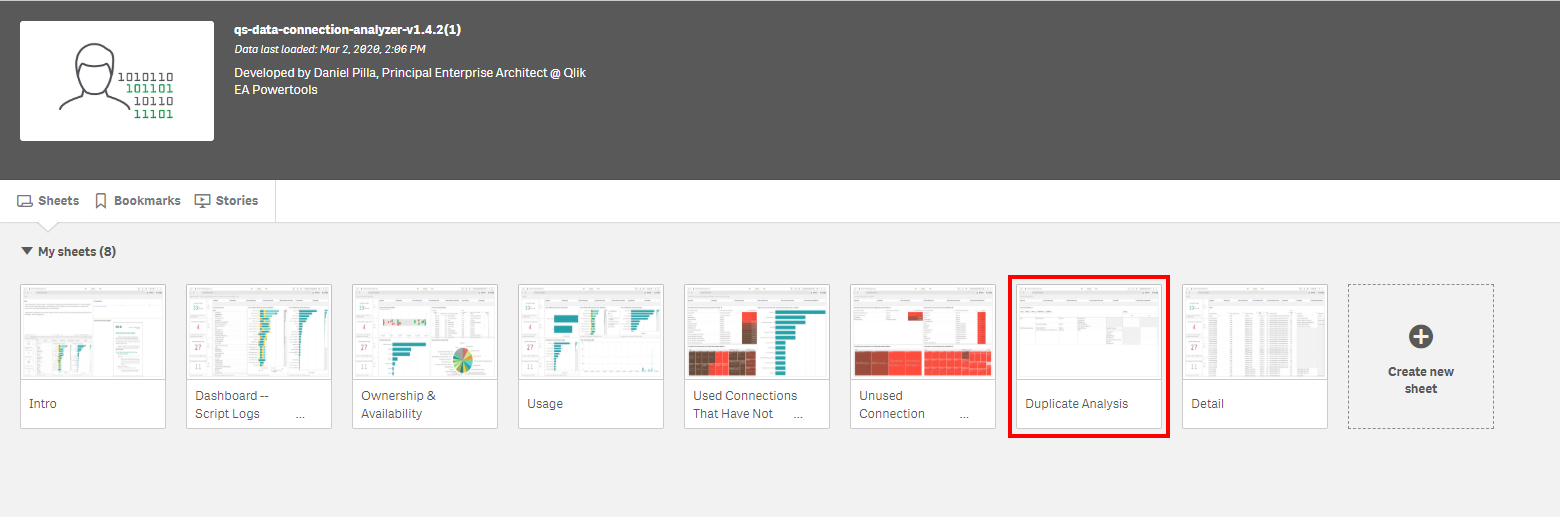 qs-data-connection-analyzer-v1.4.2(1)
Data last loaded: Mar 2, 2020, 2:06 PM
Developed by Daniel Pilla, Principal Enterprise Architect @ Qlik
EA Powertools
1010110
101101
10110
11101
Sheets
Bookmarks
Stories
My sheets (8)
Intro
Dashboard --
Script Logs ...
Ownership &
Availability
Usage
Used Connections
That Have Not ...
Unused
Connection ...
Duplicate Analysis
Detail
Create new
sheet